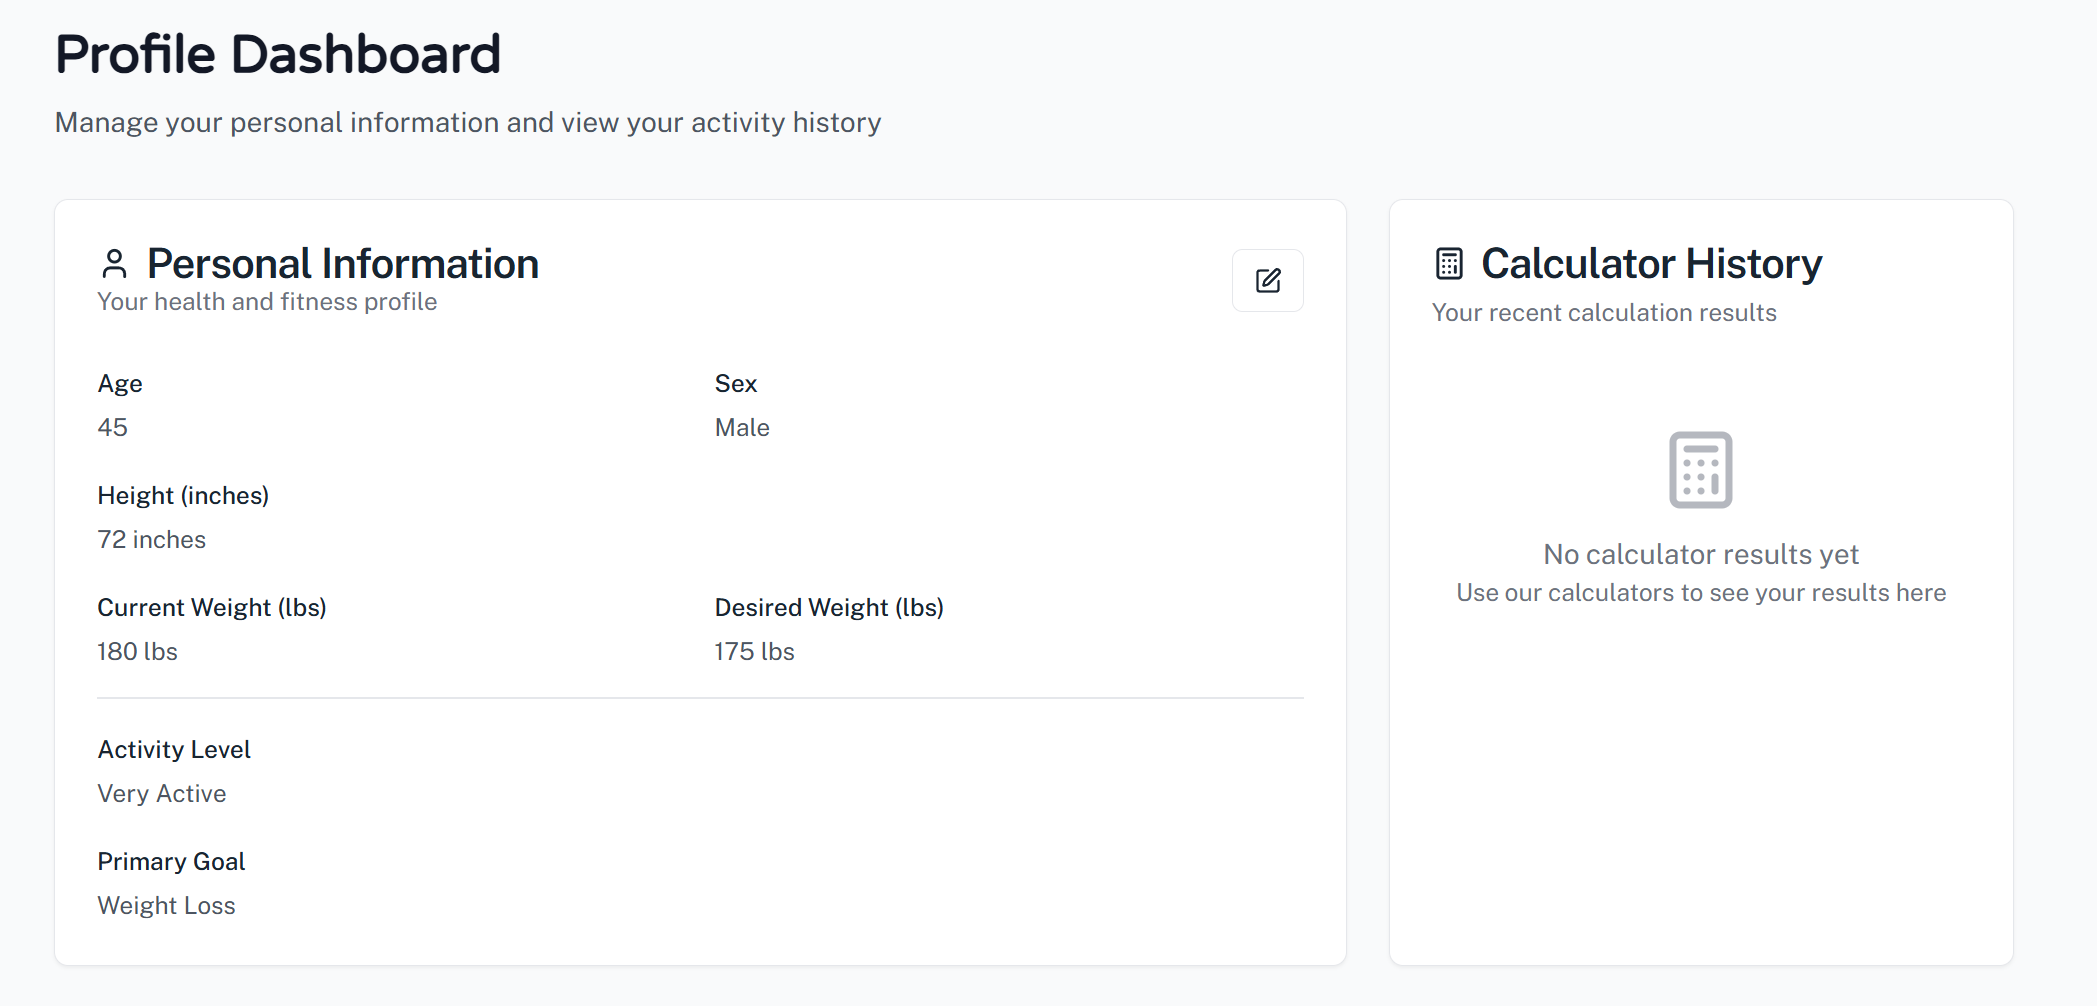 Profile Dashboard
Manage your personal information and view your activity history
Personal Information
Your health and fitness profile
Age
45
Sex
Male
Height (inches)
72 inches
Current Weight (lbs)
180 lbs
Desired Weight (lbs)
175 lbs
Activity Level
Very Active
Primary Goal
Weight Loss
Calculator History
Your recent calculation results
No calculator results yet
Use our calculators to see your results here